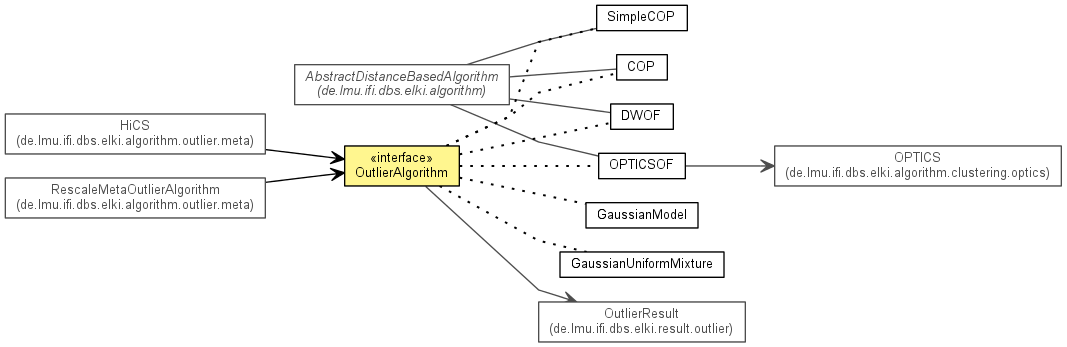 SimpleCOP
AbstractDistanceBasedAlgorithm
(de.lmu.ifi.dbs.elki.algorithm)
COP
DWOF
HiCS
(de.lmu.ifi.dbs.elki.algorithm.outlier.meta)
«interface»
OutlierAlgorithm
OPTICSOF
OPTICS
(de.lmu.ifi.dbs.elki.algorithm.clustering.optics)
RescaleMetaOutlierAlgorithm
(de.lmu.ifi.dbs.elki.algorithm.outlier.meta)
GaussianModel
GaussianUniformMixture
OutlierResult
(de.lmu.ifi.dbs.elki.result.outlier)